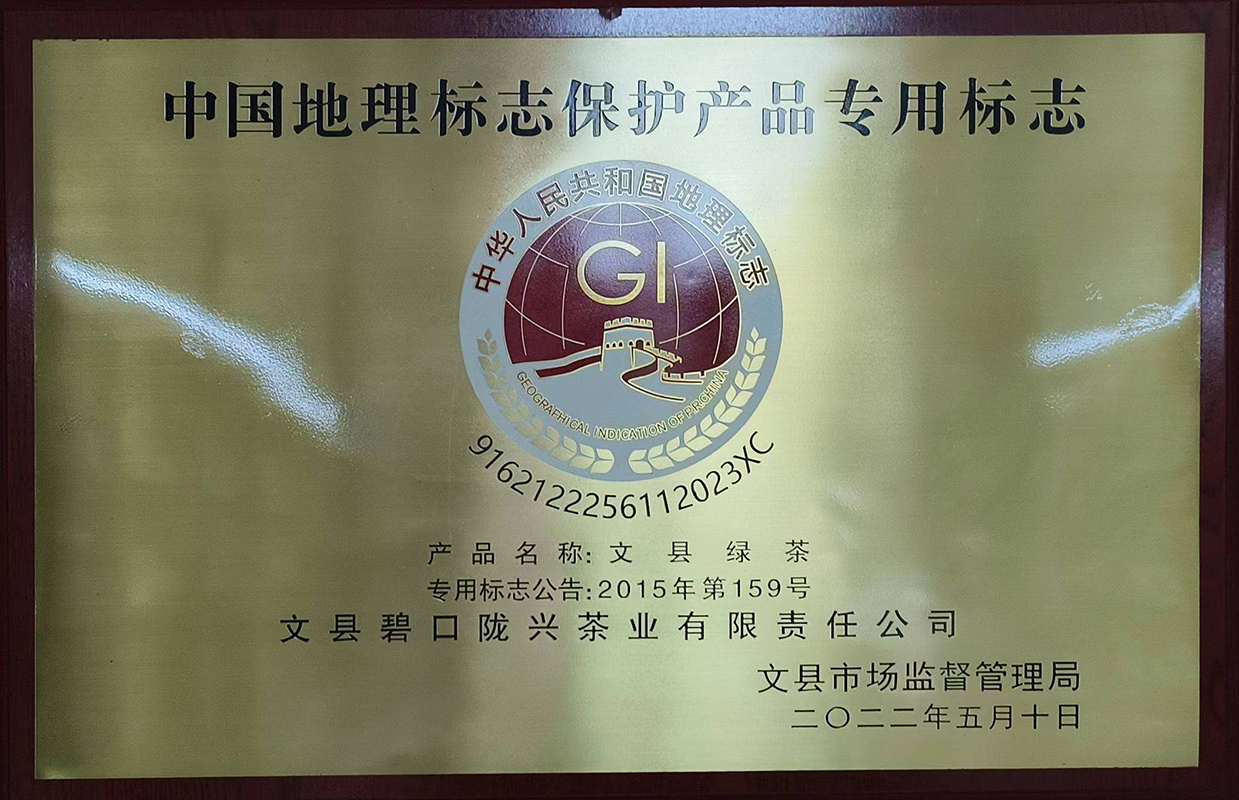 中国地理标志保护产品专用标志
中华人民共和国地理标志
GI
GEOGRAPHICAL INDICATION OF P.R.CHINA
9162122256112023XC
产品名称:文县绿茶
专用标志公告:2015年第159号
文县碧口陇兴茶业有限责任公司
文县市场监督管理局
二〇二二年五月十日